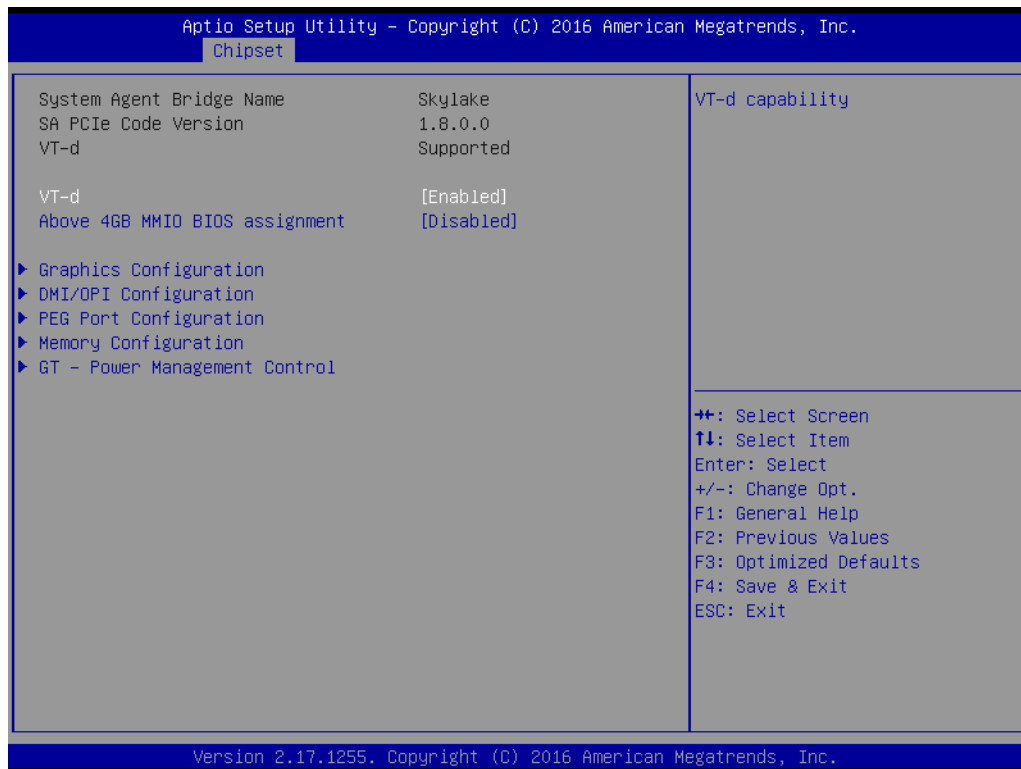 Aptio Setup Utility – Copyright (C) 2016 American Megatrends, Inc.
Chipset
System Agent Bridge Name Skylake
SA PCIe Code Version 1.8.0.0
VT-d Supported
VT-d [Enabled]
Above 4GB MMIO BIOS assignment [Disabled]
Graphics Configuration
DMI/OPI Configuration
PEG Port Configuration
Memory Configuration
GT – Power Management Control
VT-d capability
→←: Select Screen
↑↓: Select Item
Enter: Select
+/-: Change Opt.
F1: General Help
F2: Previous Values
F3: Optimized Defaults
F4: Save & Exit
ESC: Exit
Version 2.17.1255. Copyright (C) 2016 American Megatrends, Inc.